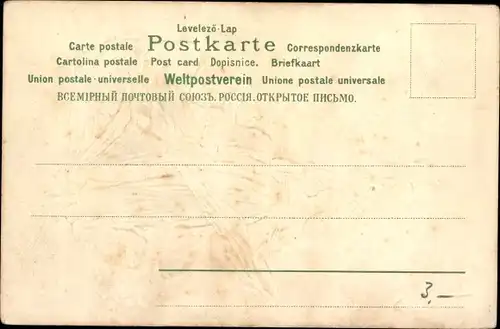 Levelező-Lap
Carte postale Postkarte Correspondenzkarte
Cartolina postale Post card Dopisnice. Briefkaart
Union postale universelle Weltpostverein Unione postale universale
ВСЕМІРНЫЙ ПОЧТОВЫЙ СОЮЗЪ. РОССІЯ. ОТКРЫТОЕ ПИСЬМО.
3,—